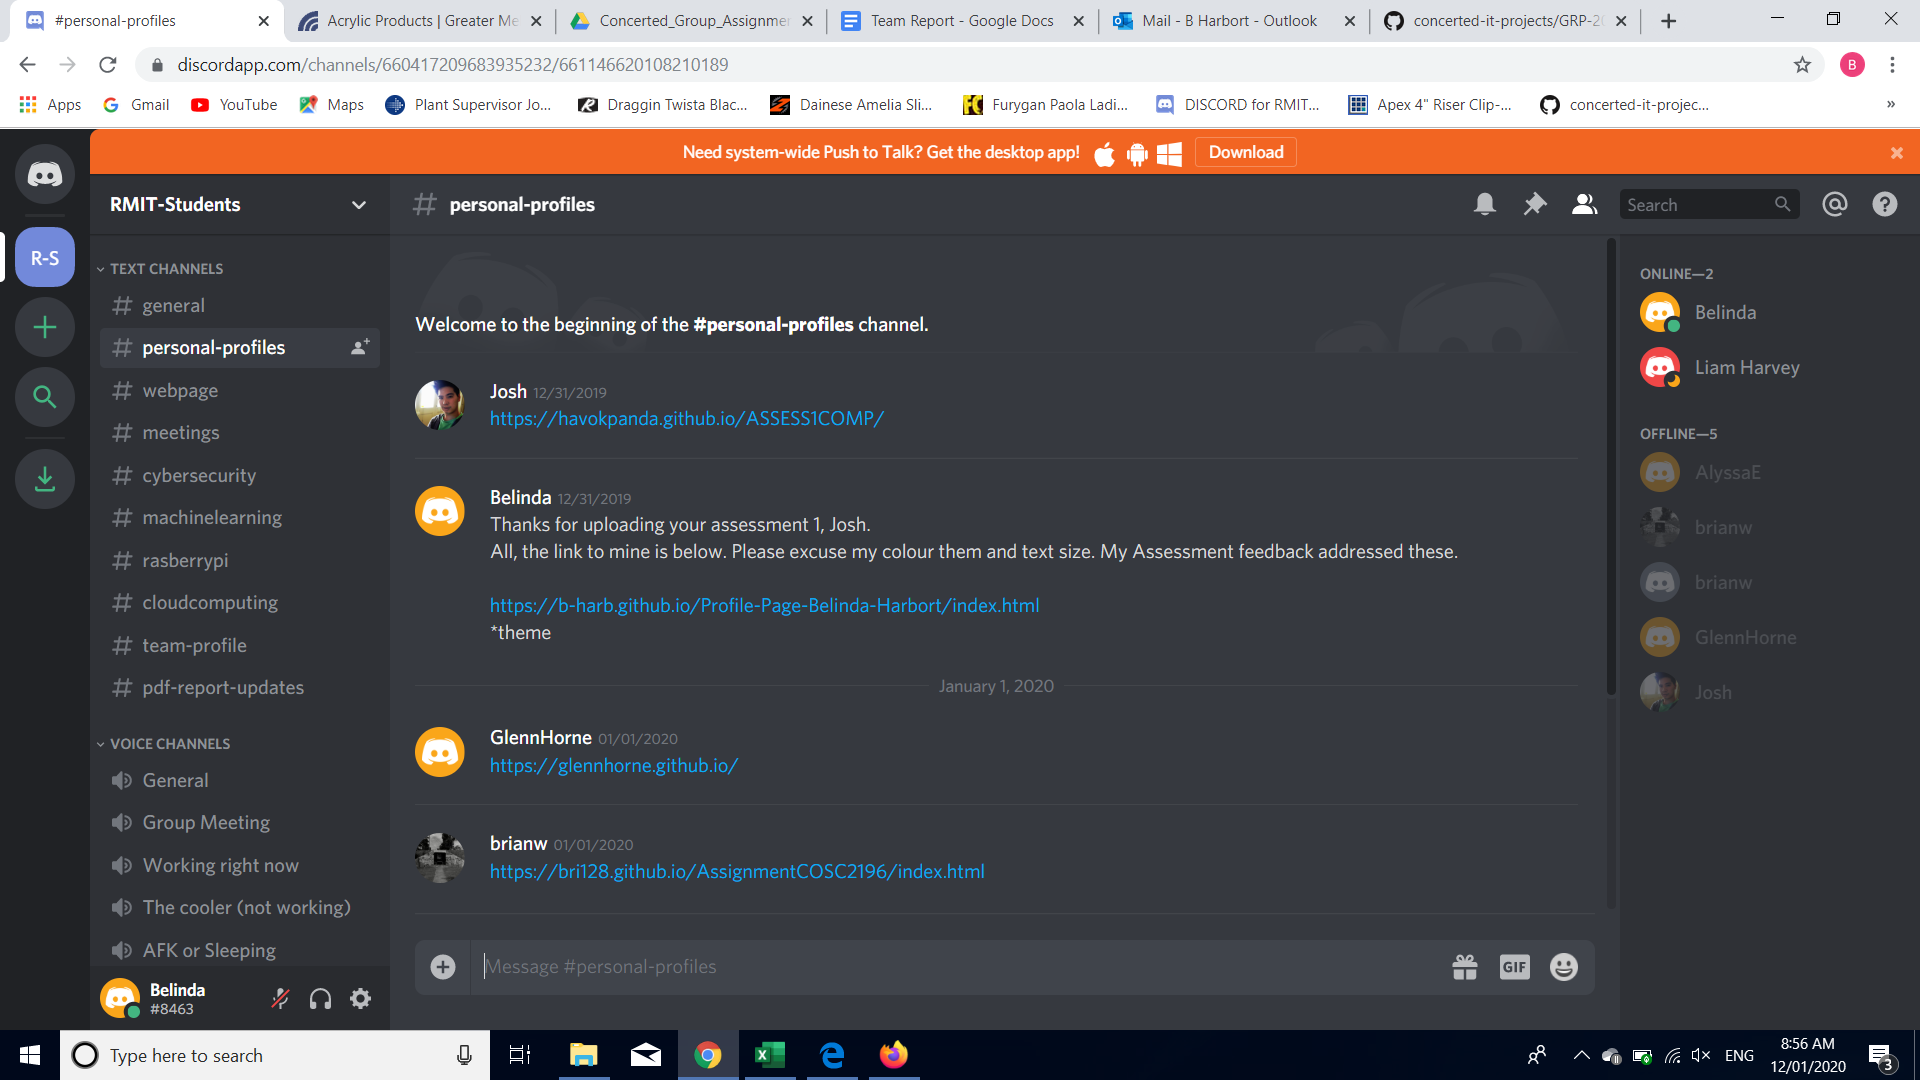 #personal-profiles
Acrylic Products | Greater Me
Concerted_Group_Assignme
Team Report - Google Docs
Mail - B Harbort - Outlook
concerted-it-projects/GRP-20
discordapp.com/channels/660417209683935232/661146620108210189
B
Apps
Gmail
YouTube
Maps
Plant Supervisor Jo...
Draggin Twista Blac...
Dainese Amelia Sli...
Furygan Paola Ladi...
DISCORD for RMIT...
Apex 4" Riser Clip-...
concerted-it-projec...
»
Need system-wide Push to Talk? Get the desktop app!
Download
RMIT-Students
personal-profiles
Search
R-S
TEXT CHANNELS
general
personal-profiles
webpage
meetings
cybersecurity
machinelearning
rasberrypi
cloudcomputing
team-profile
pdf-report-updates
VOICE CHANNELS
General
Group Meeting
Working right now
The cooler (not working)
AFK or Sleeping
Belinda
#8463
Welcome to the beginning of the #personal-profiles channel.
Josh 12/31/2019
https://havokpanda.github.io/ASSESS1COMP/
Belinda 12/31/2019
Thanks for uploading your assessment 1, Josh.
All, the link to mine is below. Please excuse my colour them and text size. My Assessment feedback addressed these.
https://b-harb.github.io/Profile-Page-Belinda-Harbort/index.html
*theme
January 1, 2020
GlennHorne 01/01/2020
https://glennhorne.github.io/
brianw 01/01/2020
https://bri128.github.io/AssignmentCOSC2196/index.html
Message #personal-profiles
GIF
ONLINE—2
Belinda
Liam Harvey
OFFLINE—5
AlyssaE
brianw
brianw
GlennHorne
Josh
Type here to search
ENG
8:56 AM
12/01/2020
3